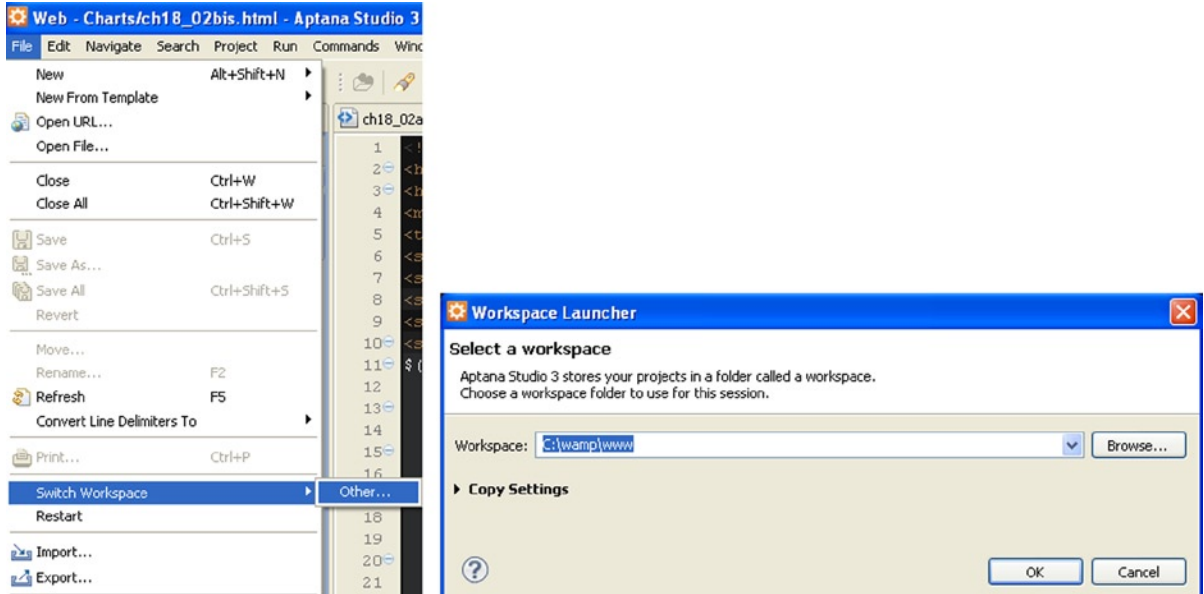 Web - Charts/ch18_02bis.html - Aptana Studio 3
File Edit Navigate Search Project Run Commands Wind
New Alt+Shift+N
New From Template
Open URL...
Open File...
Close Ctrl+W
Close All Ctrl+Shift+W
Save Ctrl+S
Save As...
Save All Ctrl+Shift+S
Revert
Move...
Rename... F2
Refresh F5
Convert Line Delimiters To
Print... Ctrl+P
Switch Workspace
Other...
Restart
Import...
Export...
ch18_02a
1 <!
2 <h
3 <h
4 <m
5 <t
6 <s
7 <s
8 <s
9 <s
10 <s
11 $(
12
13
14
15
16
18
19
20
21
Workspace Launcher
Select a workspace
Aptana Studio 3 stores your projects in a folder called a workspace.
Choose a workspace folder to use for this session.
Workspace: C:\wamp\www Browse...
Copy Settings
?
OK Cancel